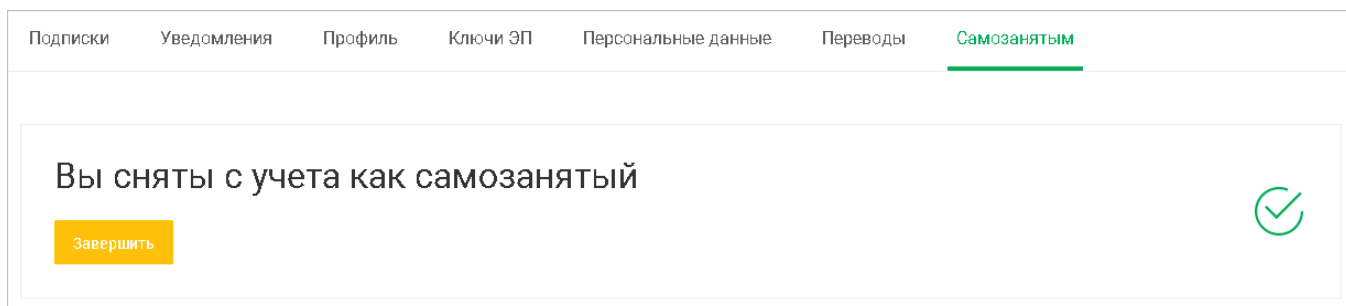 Подписки Уведомления Профиль Ключи ЭП Персональные данные Переводы Самозанятым
Вы сняты с учета как самозанятый
Завершить